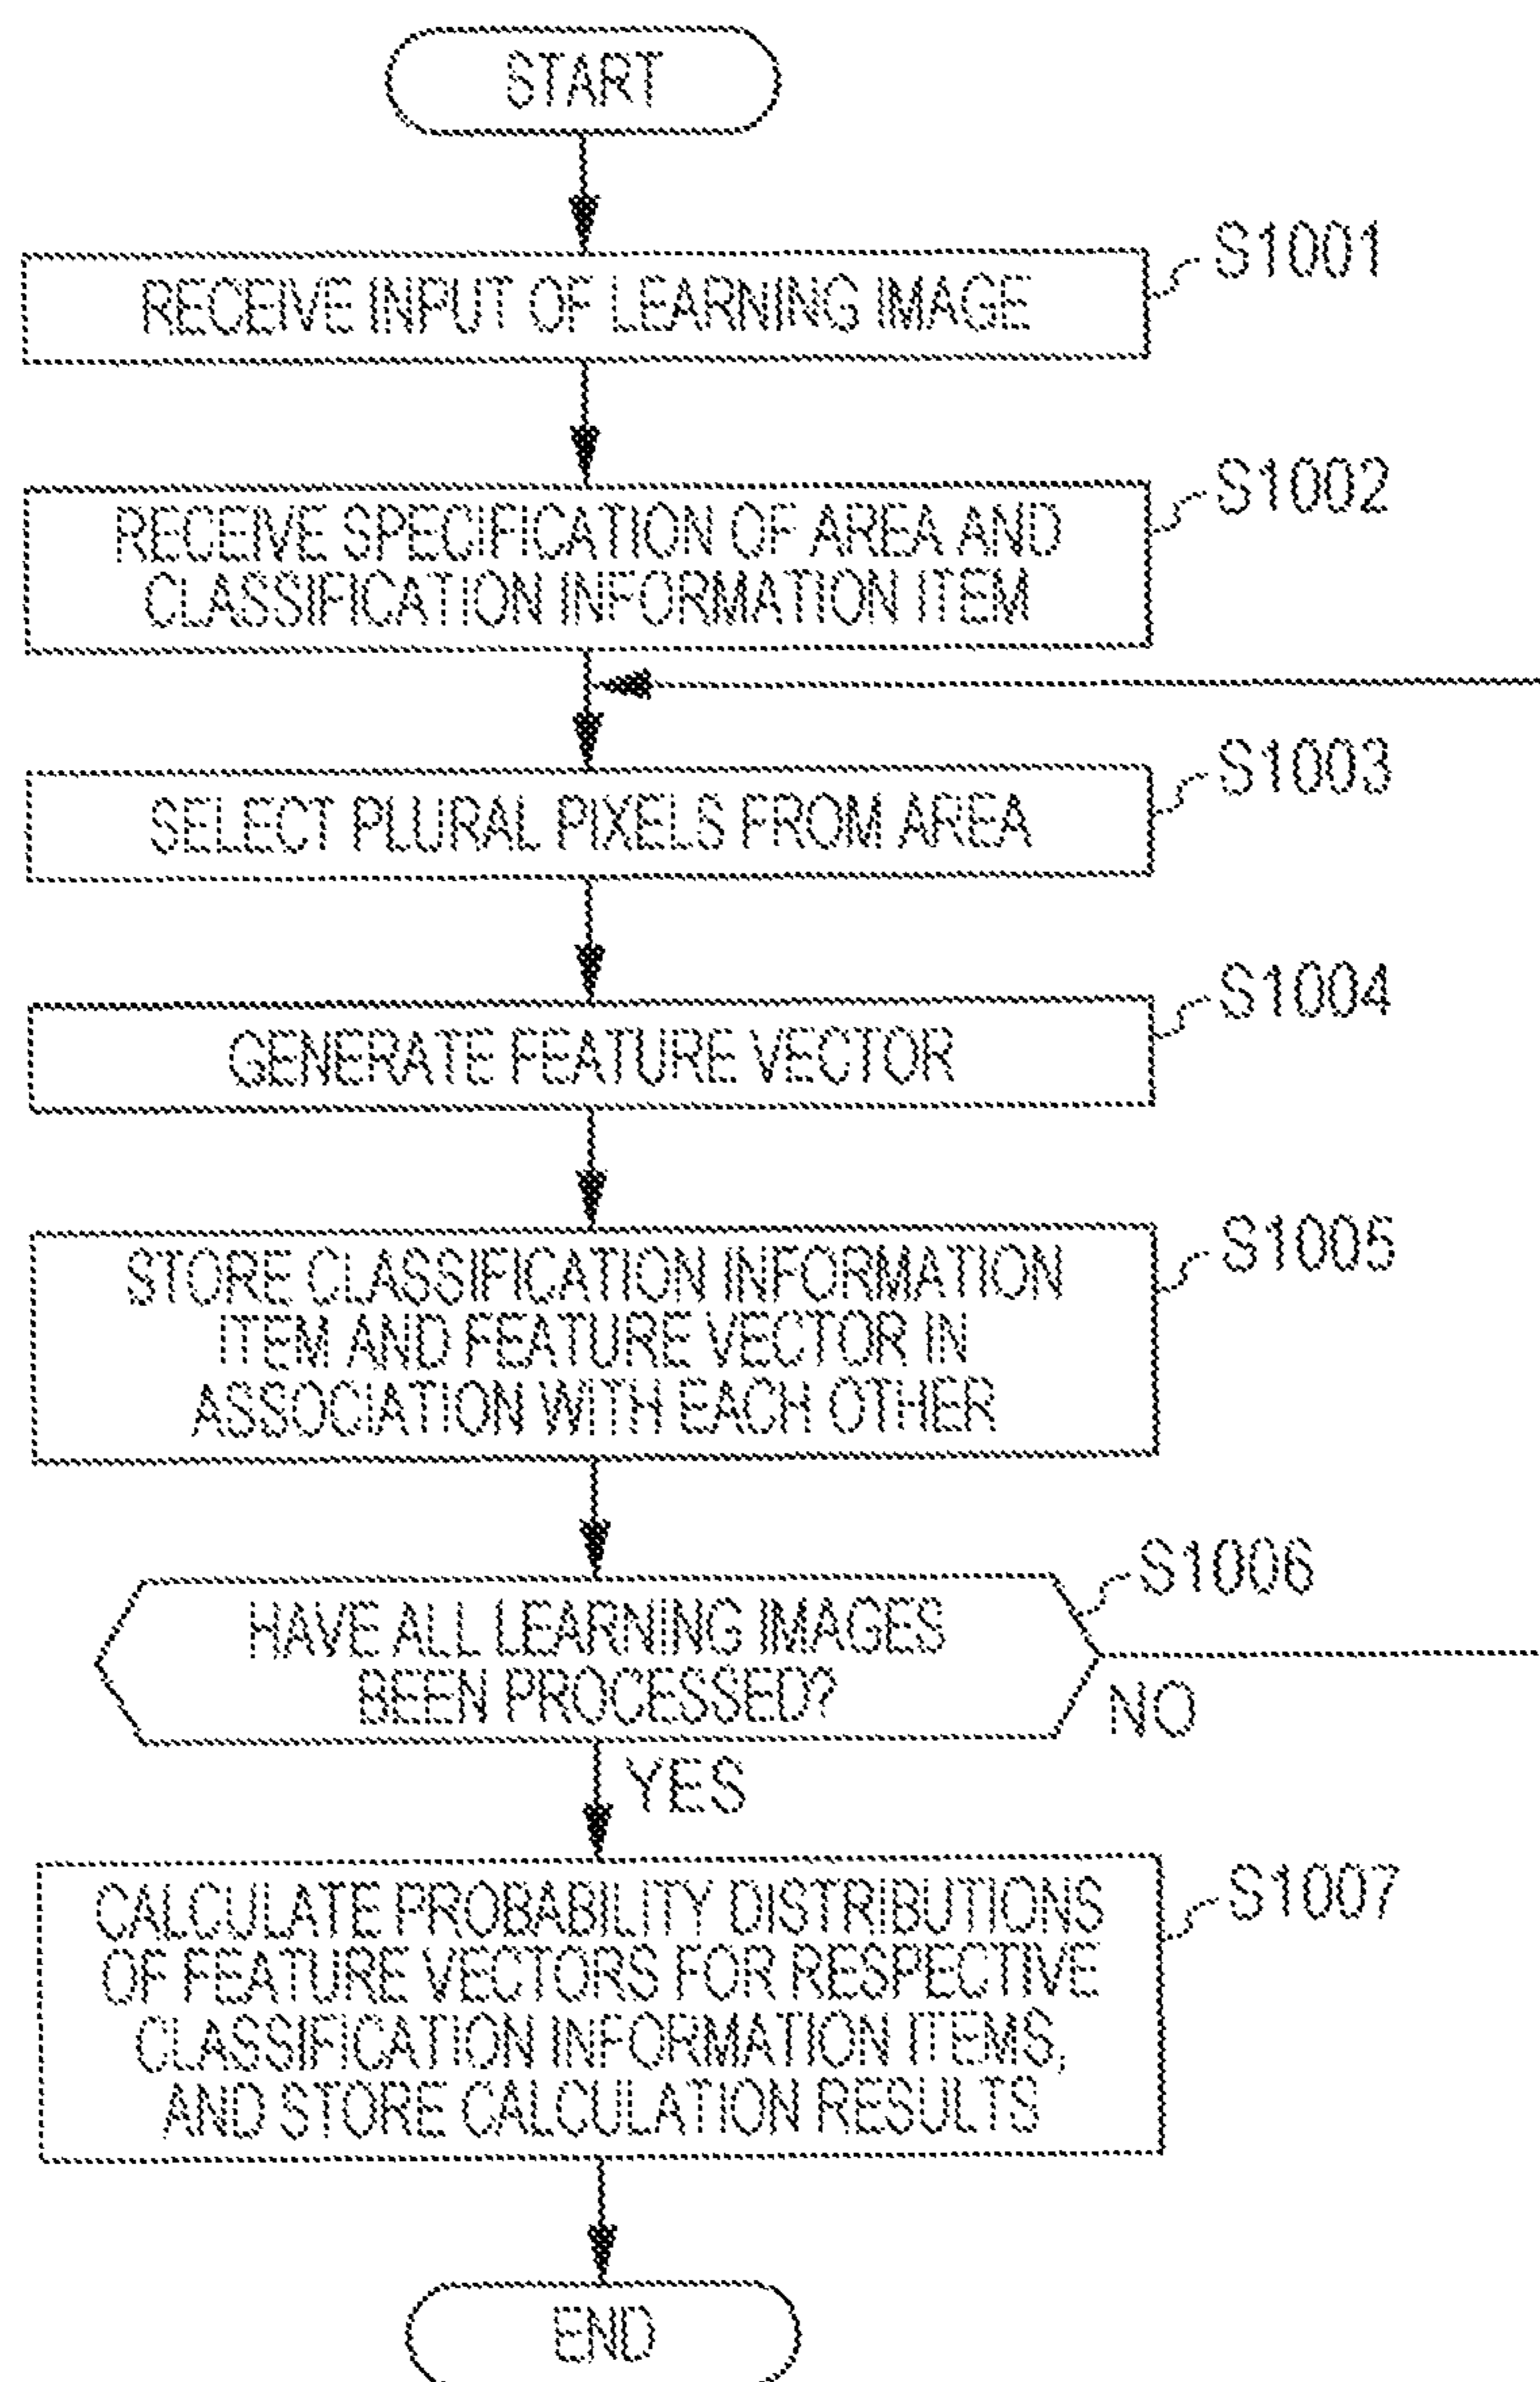 START
S1001
RECEIVE INPUT OF LEARNING IMAGE
S1002
RECEIVE SPECIFICATION OF AREA AND
CLASSIFICATION INFORMATION ITEM
S1003
SELECT PLURAL PIXELS FROM AREA
S1004
GENERATE FEATURE VECTOR
S1005
STORE CLASSIFICATION INFORMATION
ITEM AND FEATURE VECTOR IN
ASSOCIATION WITH EACH OTHER
S1006
HAVE ALL LEARNING IMAGES
BEEN PROCESSED?
NO
YES
S1007
CALCULATE PROBABILITY DISTRIBUTIONS
OF FEATURE VECTORS FOR RESPECTIVE
CLASSIFICATION INFORMATION ITEMS,
AND STORE CALCULATION RESULTS
END